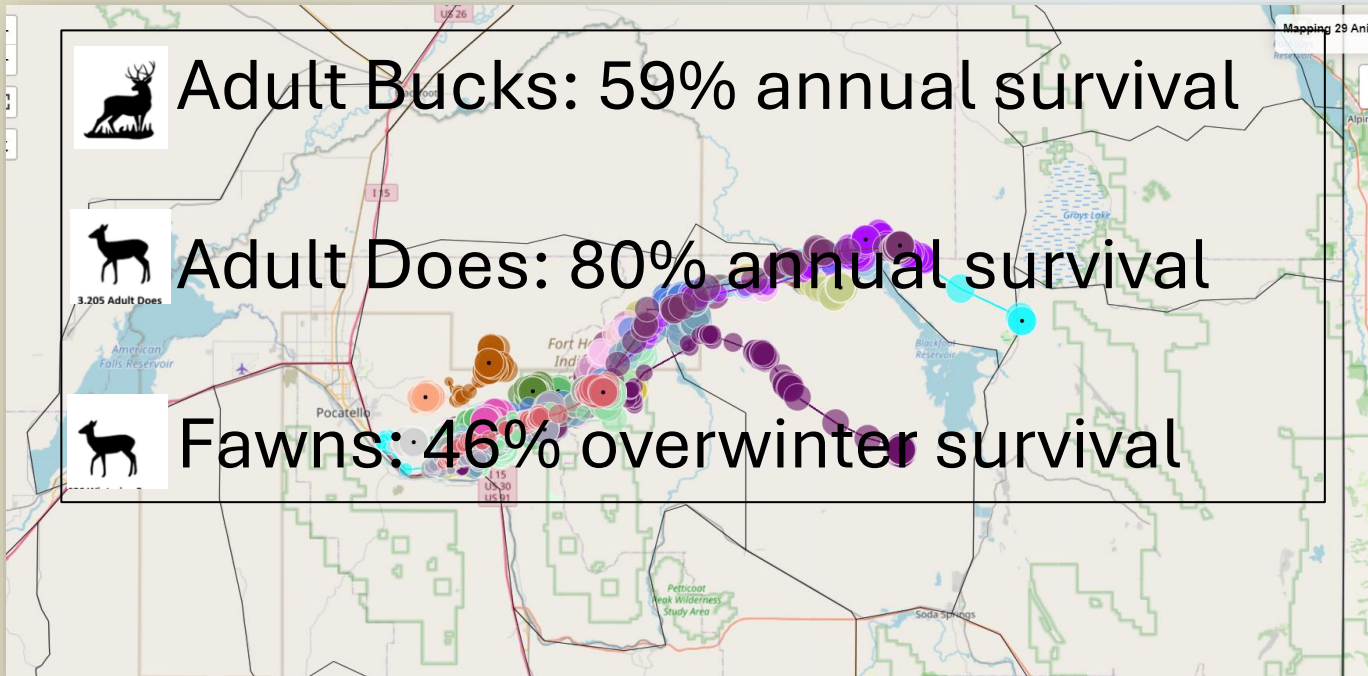 US 26
Mapping 29 Ani
Adult Bucks: 59% annual survival
I 15
Grays Lake
Adult Does: 80% annual survival
3.205 Adult Does
American
Falls Reservoir
Fort H
Indi
Blackfoot
Reservoir
Pocatello
Fawns: 46% overwinter survival
I 15
US 30
US 91
Petticoat
Peak Wilderness
Study Area
Soda Springs